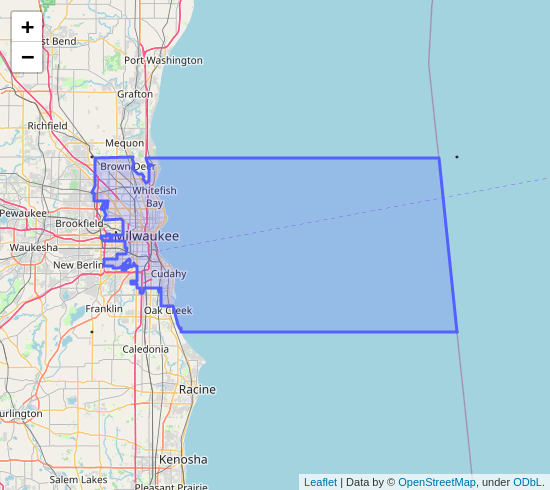 +
−
st Bend
Port Washington
Grafton
Richfield
Mequon
Brown Deer
Whitefish
Bay
Pewaukee
Brookfield
Milwaukee
Waukesha
New Berlin
Cudahy
Franklin
Oak Creek
Caledonia
Racine
urlington
Kenosha
Salem Lakes
Pleasant Prairie
Leaflet | Data by © OpenStreetMap, under ODbL.